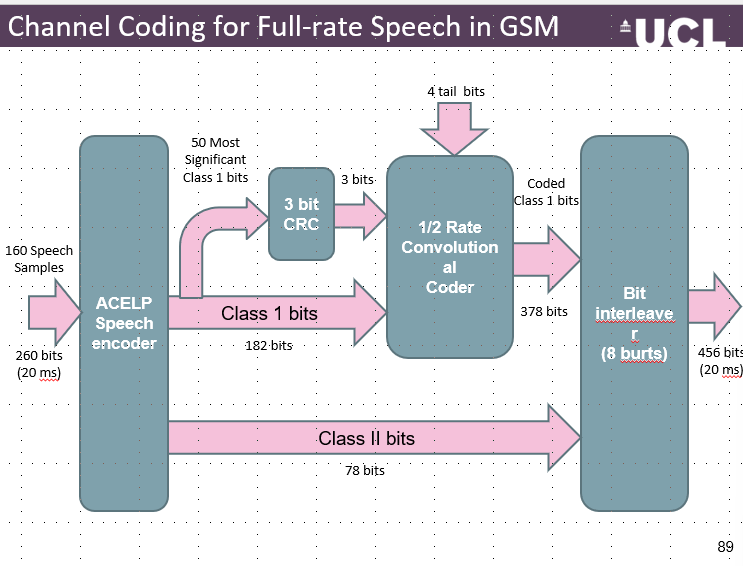 Channel Coding for Full-rate Speech in GSM
UCL
4 tail bits
50 Most
Significant
Class 1 bits
3 bit
CRC
3 bits
1/2 Rate
Convolution
al
Coder
Coded
Class 1 bits
160 Speech
Samples
260 bits
(20 ms)
ACELP
Speech
encoder
Class 1 bits
182 bits
378 bits
Bit
interleave
r
(8 burts)
456 bits
(20 ms)
Class II bits
78 bits
89